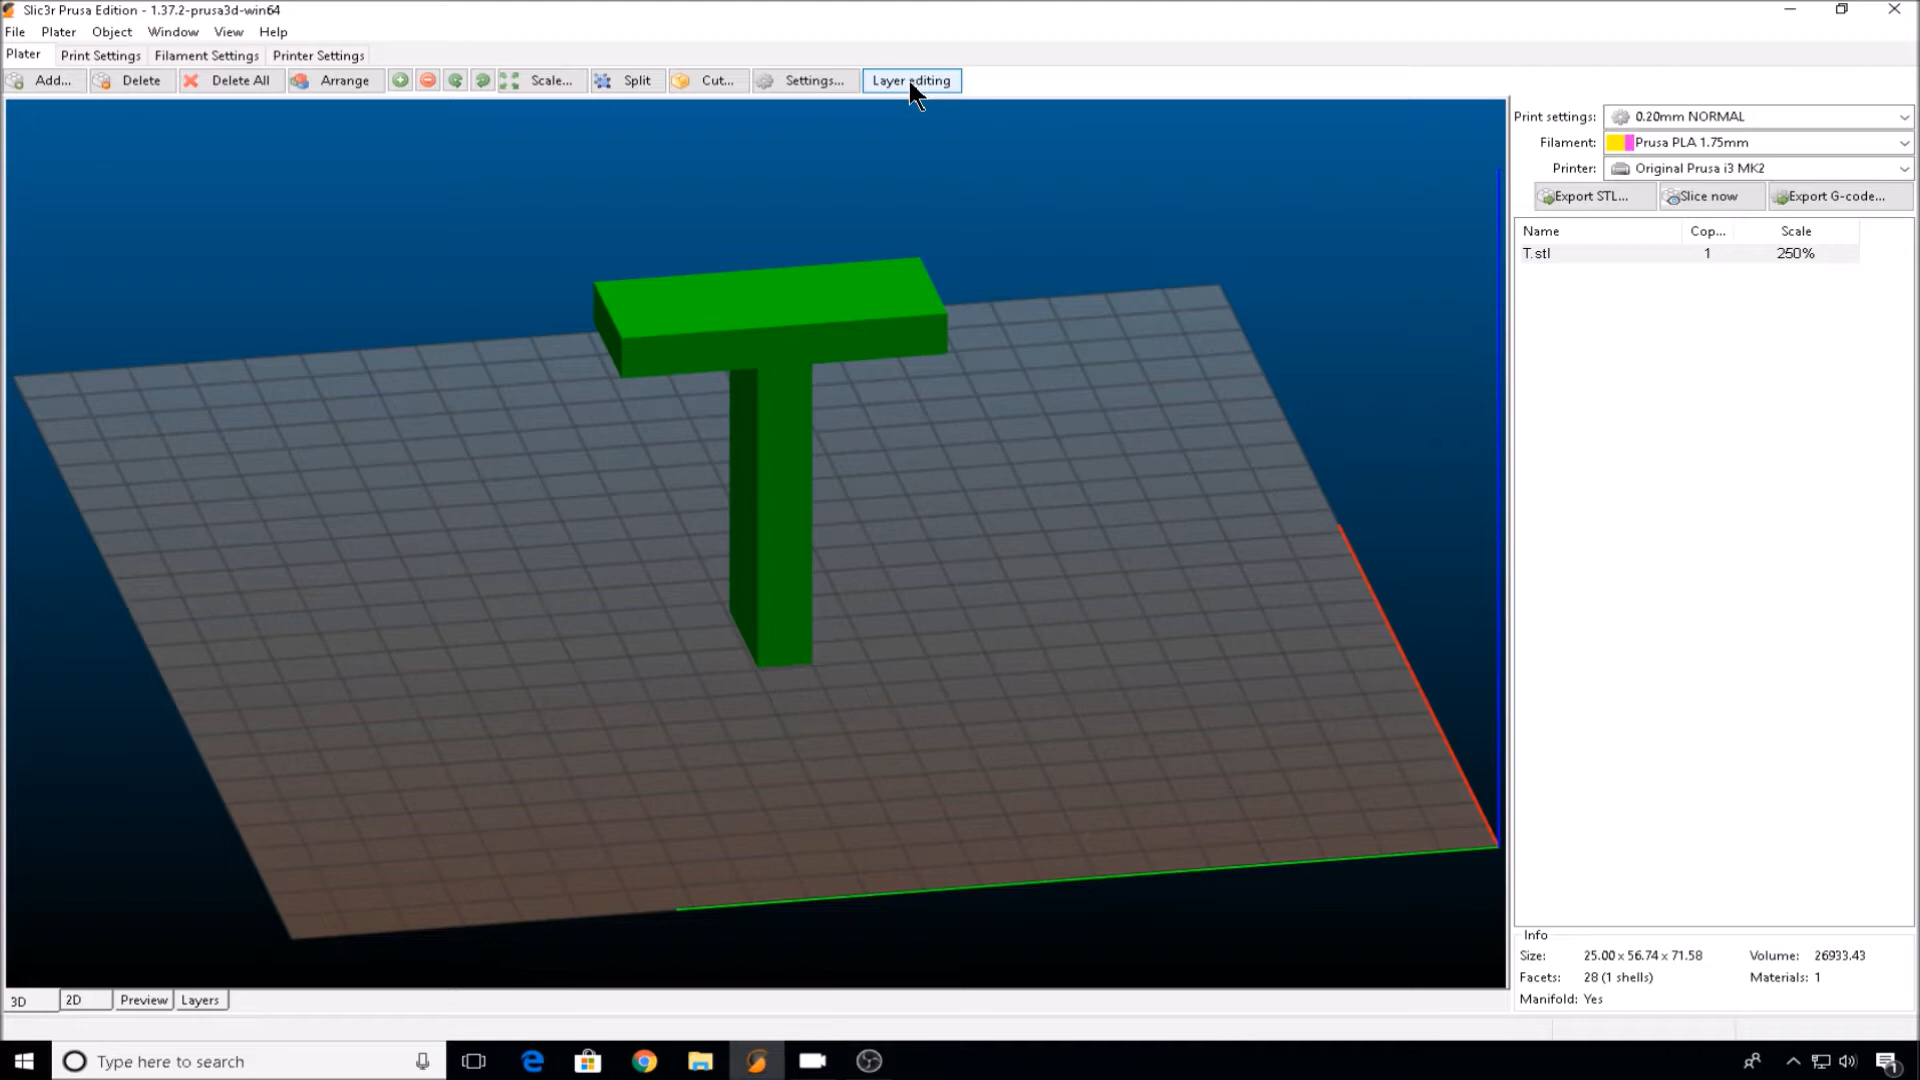 Slic3r Prusa Edition - 1.37.2-prusa3d-win64
File Plater Object Window View Help
Plater Print Settings Filament Settings Printer Settings
Add... Delete Delete All Arrange Scale... Split Cut... Settings... Layer editing
Print settings: 0.20mm NORMAL
Filament: Prusa PLA 1.75mm
Printer: Original Prusa i3 MK2
Export STL... Slice now Export G-code...
Name Cop... Scale
T.stl 1 250%
Info
Size: 25.00 x 56.74 x 71.58 Volume: 26933.43
Facets: 28 (1 shells) Materials: 1
Manifold: Yes
3D 2D Preview Layers
Type here to search
1